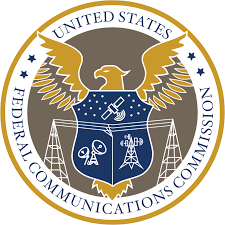 UNITED STATES
FEDERAL COMMUNICATIONS COMMISSION